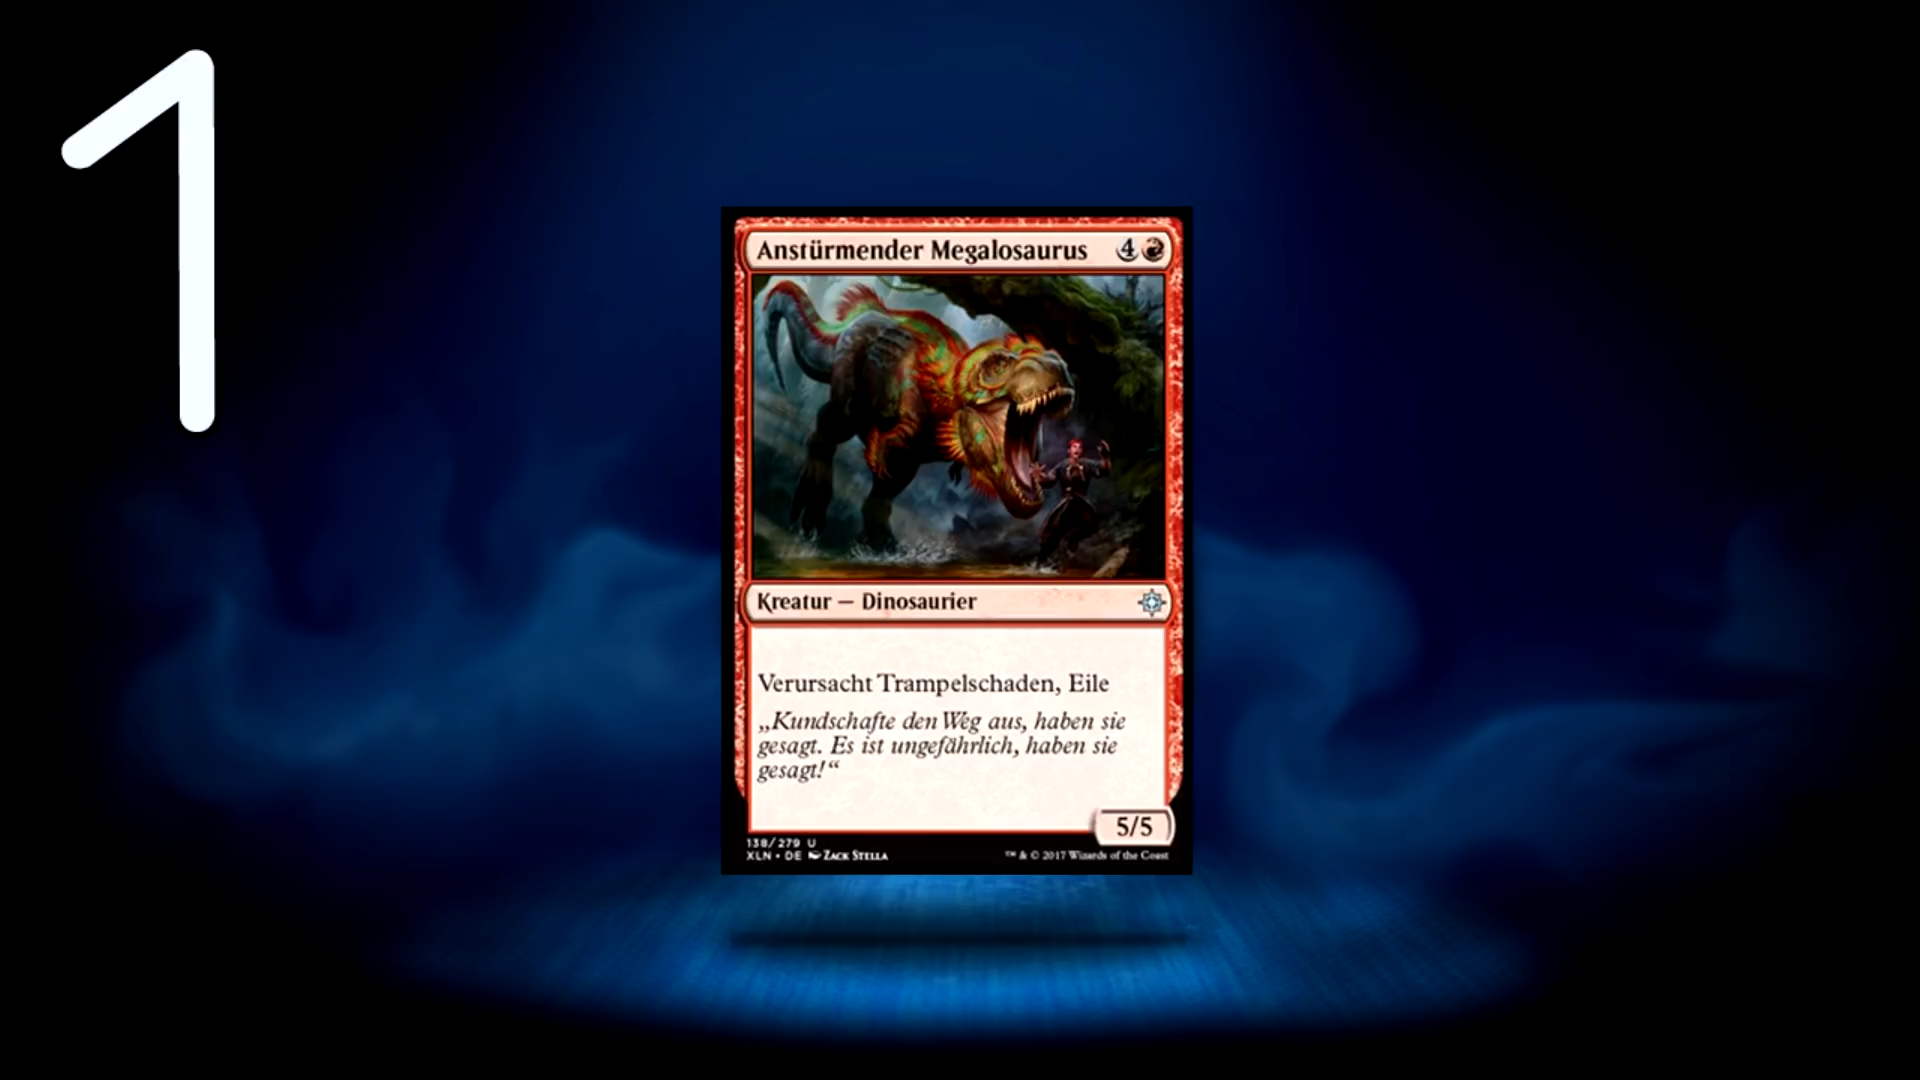 1
Anstürmender Megalosaurus 4
Kreatur — Dinosaurier
Verursacht Trampelschaden, Eile
„Kundschafte den Weg aus, haben sie
gesagt. Es ist ungefährlich, haben sie
gesagt!“
5/5
138/279 U
XLN • DE Zack Stella
™ & © 2017 Wizards of the Coast